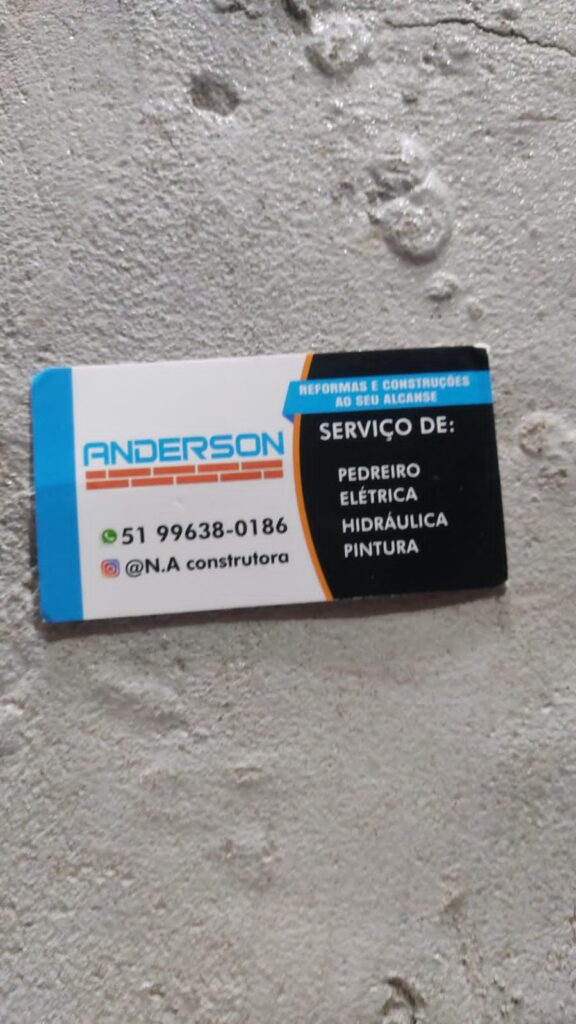 ANDERSON
51 99638-0186
@N.A construtora
REFORMAS E CONSTRUÇÕES
AO SEU ALCANSE
SERVIÇO DE:
PEDREIRO
ELÉTRICA
HIDRÁULICA
PINTURA